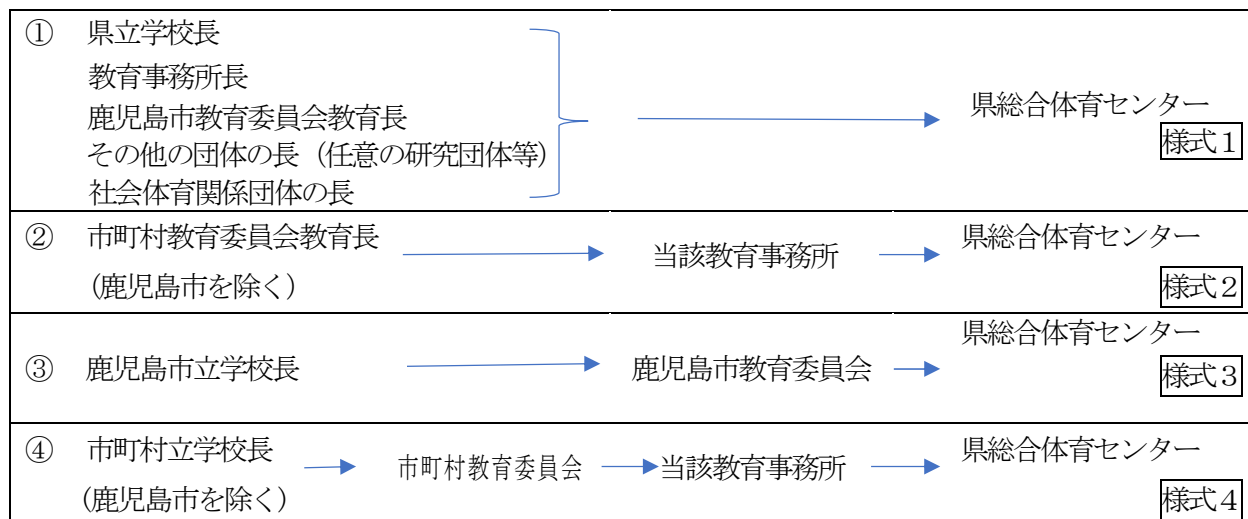 ① 県立学校長
教育事務所長
鹿児島市教育委員会教育長
その他の団体の長（任意の研究団体等）
社会体育関係団体の長
県総合体育センター
様式１
② 市町村教育委員会教育長
（鹿児島市を除く）
当該教育事務所
県総合体育センター
様式２
③ 鹿児島市立学校長
鹿児島市教育委員会
県総合体育センター
様式３
④ 市町村立学校長
（鹿児島市を除く）
市町村教育委員会
当該教育事務所
県総合体育センター
様式４